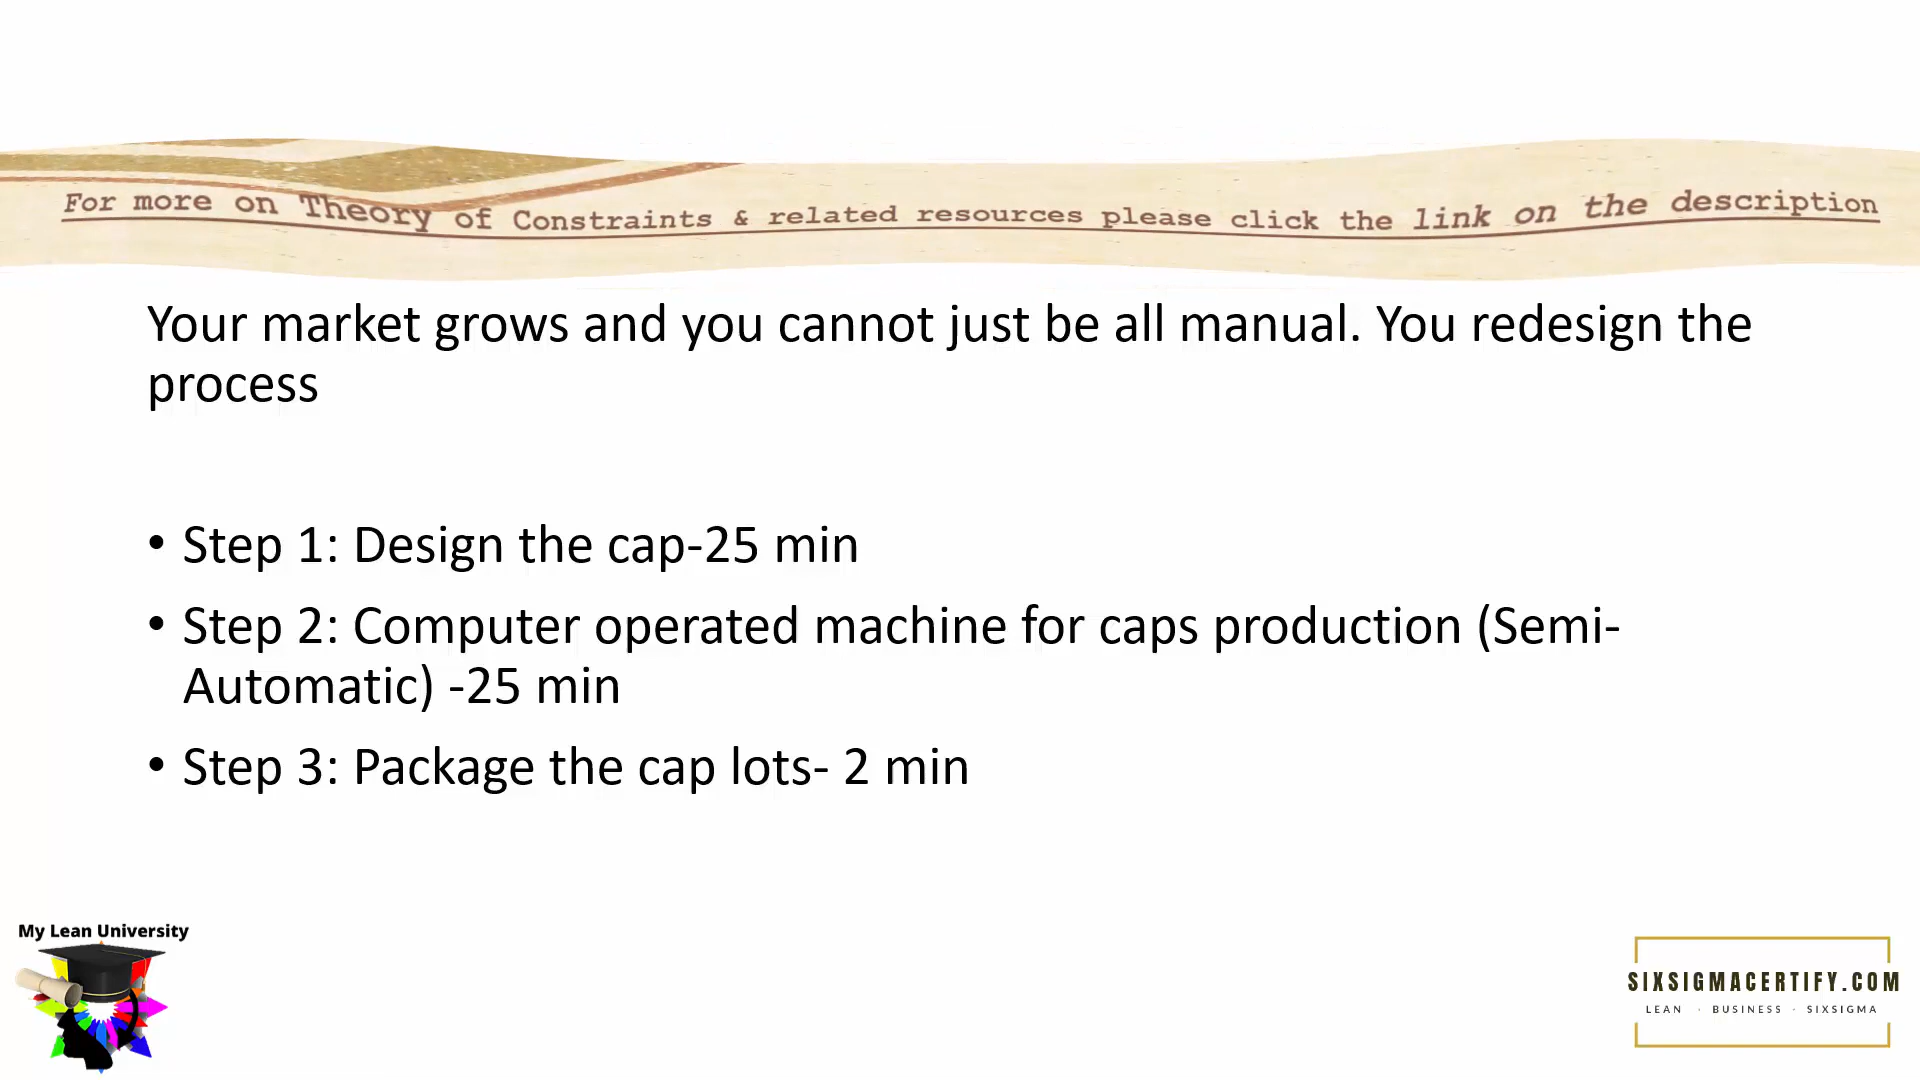 For more on Theory of Constraints & related resources please click the link on the description
Your market grows and you cannot just be all manual. You redesign the
process
• Step 1: Design the cap-25 min
• Step 2: Computer operated machine for caps production (Semi-
Automatic) -25 min
• Step 3: Package the cap lots- 2 min
My Lean University
SIXSIGMACERTIFY.COM
LEAN · BUSINESS · SIXSIGMA